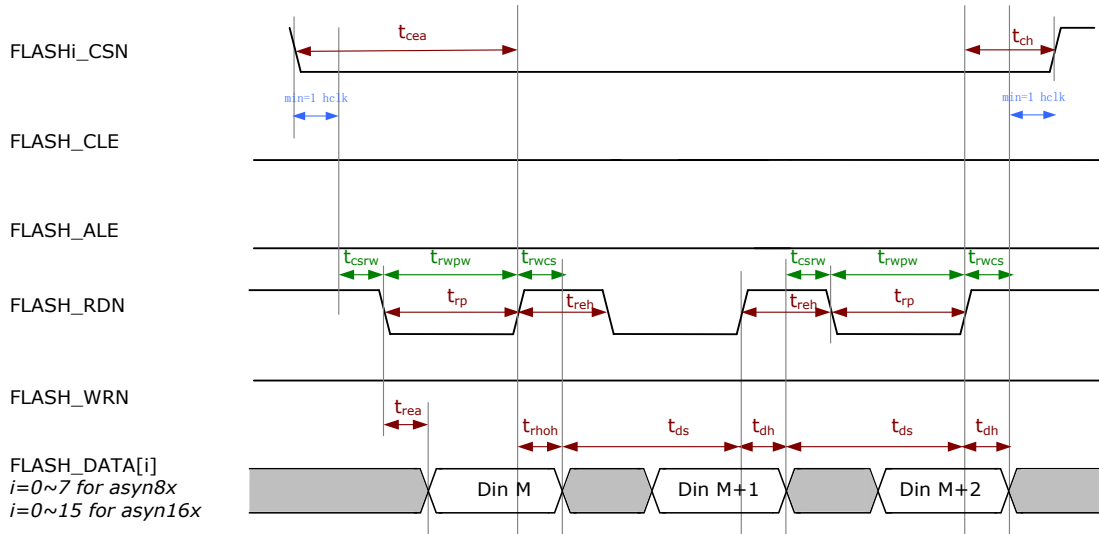 FLASHi_CSN
tcea
tch
min=1 hclk
min=1 hclk
FLASH_CLE
FLASH_ALE
tcsrw
trwpw
trwcs
tcsrw
trwpw
trwcs
FLASH_RDN
trp
treh
treh
trp
FLASH_WRN
trea
trhoh
tds
tdh
tds
tdh
FLASH_DATA[i]
i=0~7 for asyn8x
i=0~15 for asyn16x
Din M
Din M+1
Din M+2